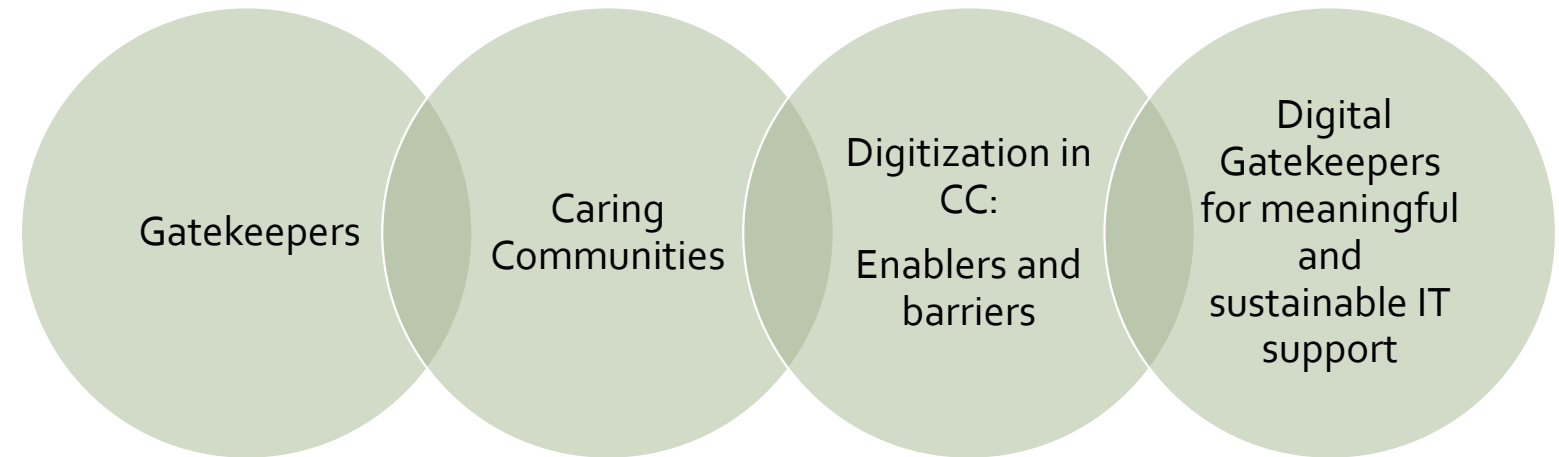 Gatekeepers
Caring
Communities
Digitization in
CC:
Enablers and
barriers
Digital
Gatekeepers
for meaningful
and
sustainable IT
support